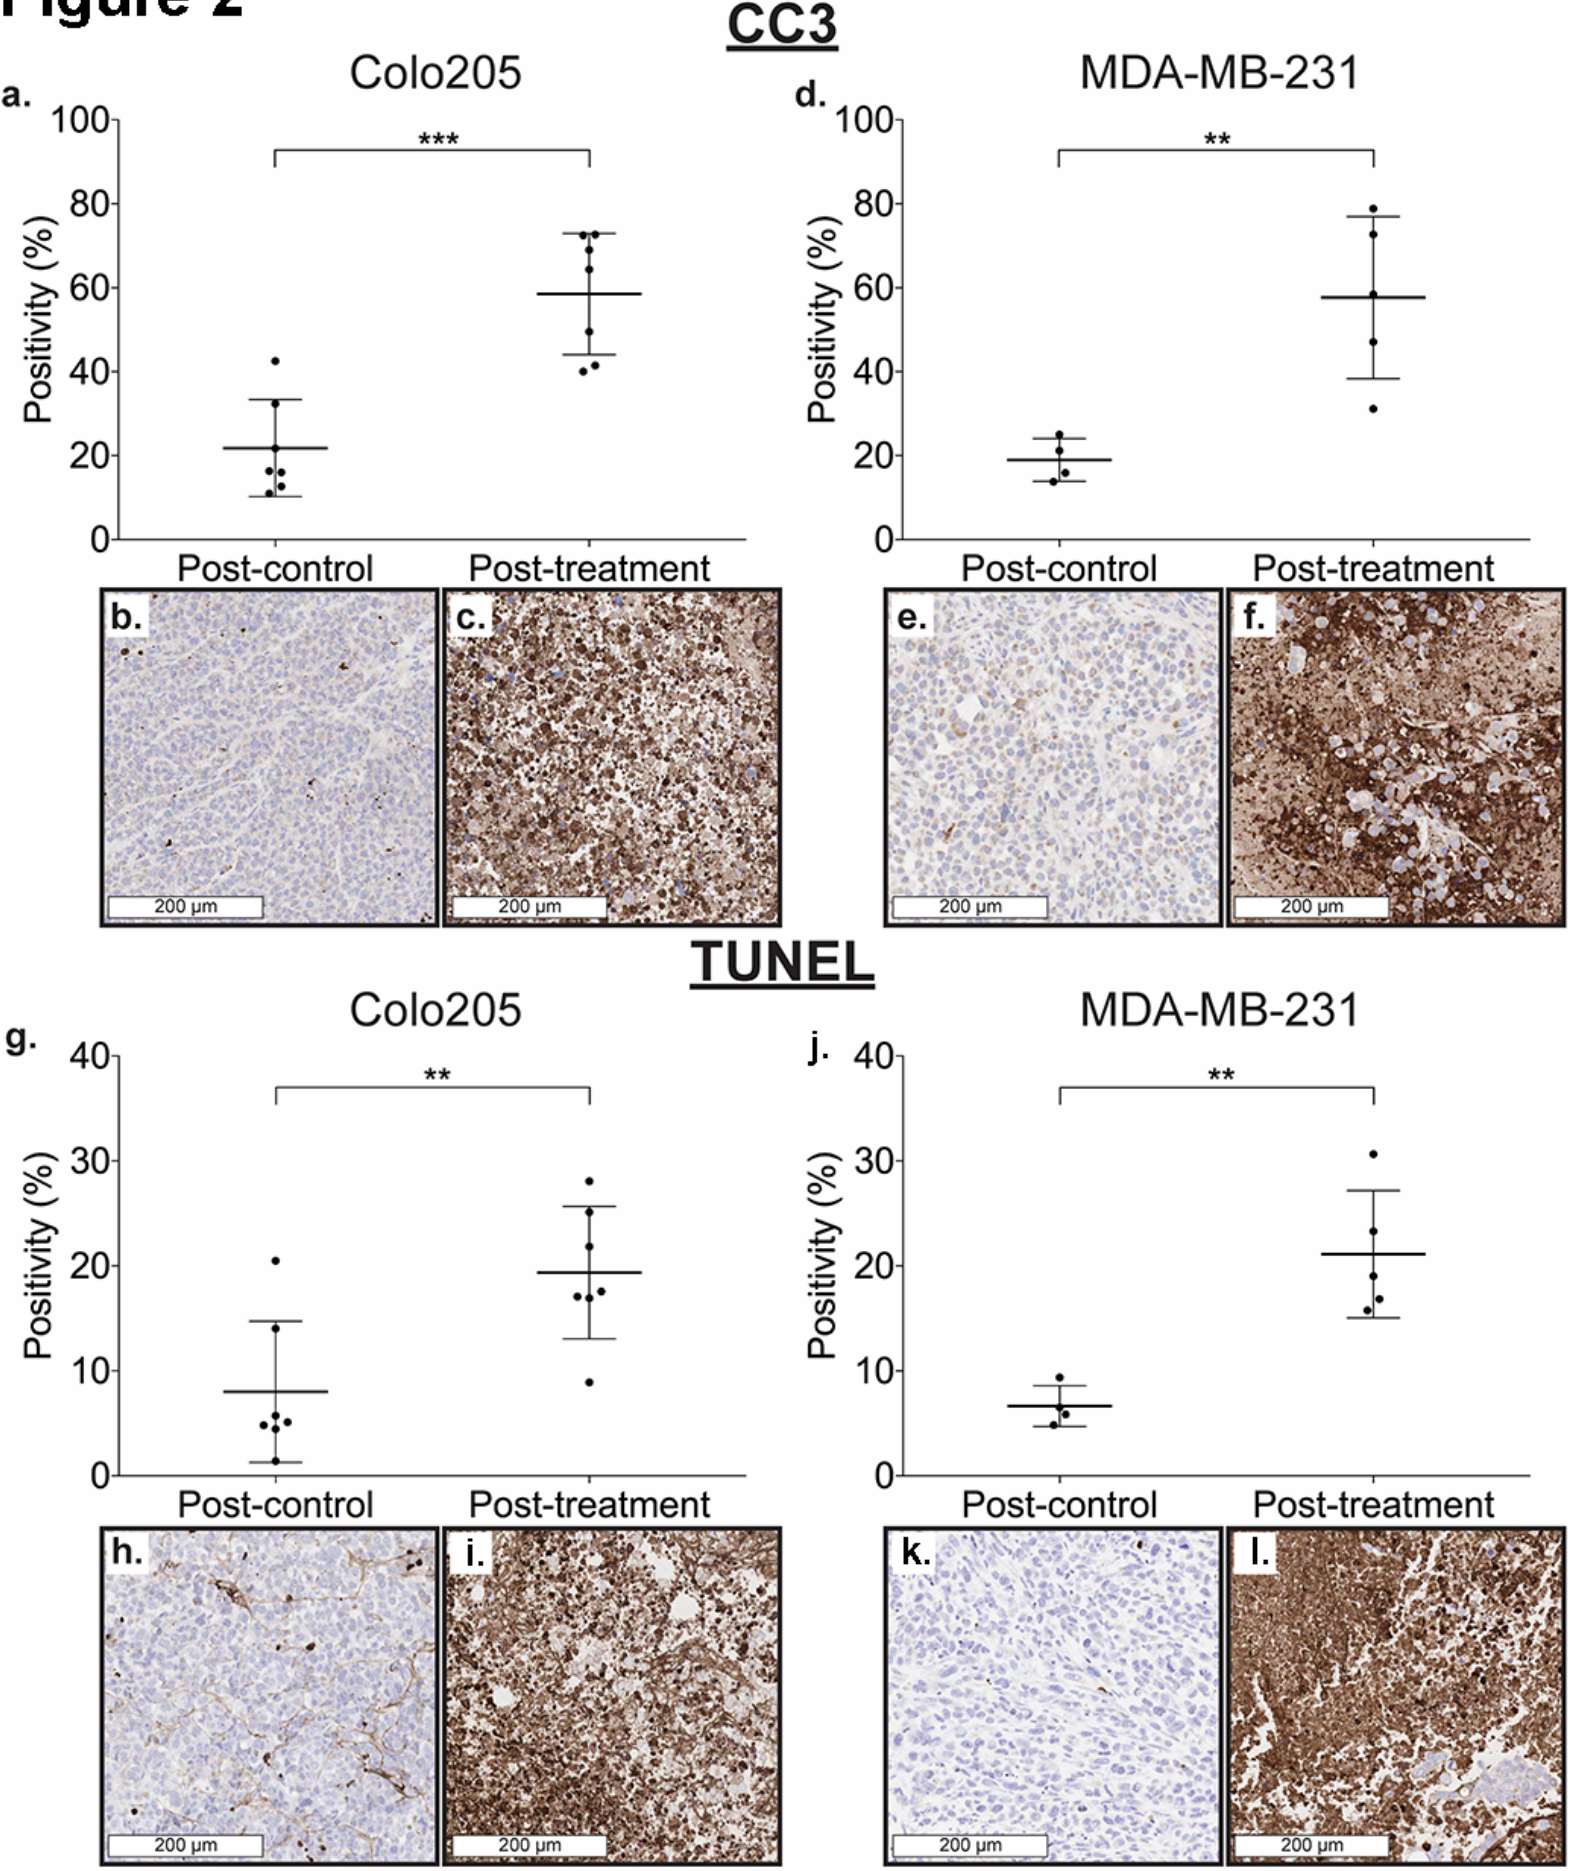 Figure 2
CC3
Colo205
MDA-MB-231
a.
100
80
60
40
20
0
Positivity (%)
***
Post-control
Post-treatment
d.
100
80
60
40
20
0
Positivity (%)
**
Post-control
Post-treatment
b.
200 µm
c.
200 µm
e.
200 µm
f.
200 µm
TUNEL
Colo205
MDA-MB-231
g.
40
30
20
10
0
Positivity (%)
**
Post-control
Post-treatment
j.
40
30
20
10
0
Positivity (%)
**
Post-control
Post-treatment
h.
200 µm
i.
200 µm
k.
200 µm
l.
200 µm